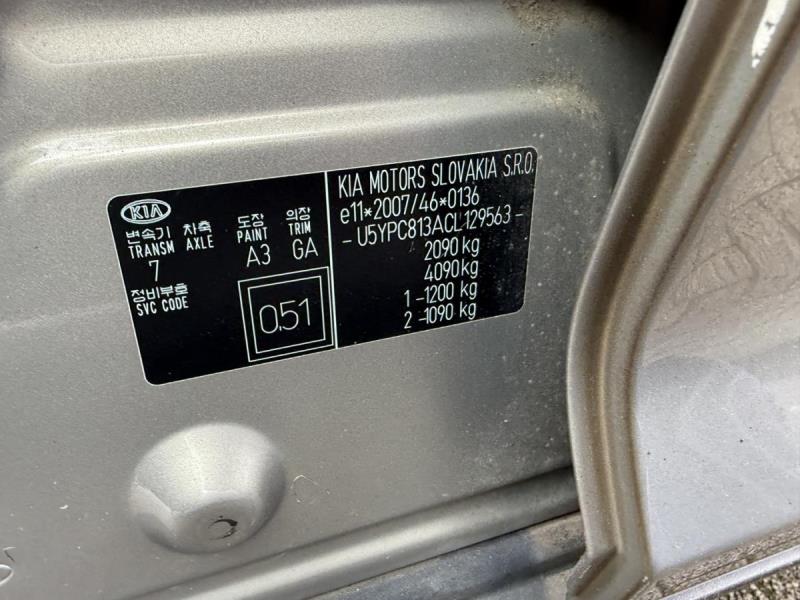 KIA
변속기 차축 도장 의장
TRANSM AXLE PAINT TRIM
7 A3 GA
정비부호
SVC CODE
0.51
KIA MOTORS SLOVAKIA S.R.O.
e11*2007/46*0136
- U5YPC813ACL129563 -
2090 kg
4090 kg
1 -1200 kg
2 -1090 kg